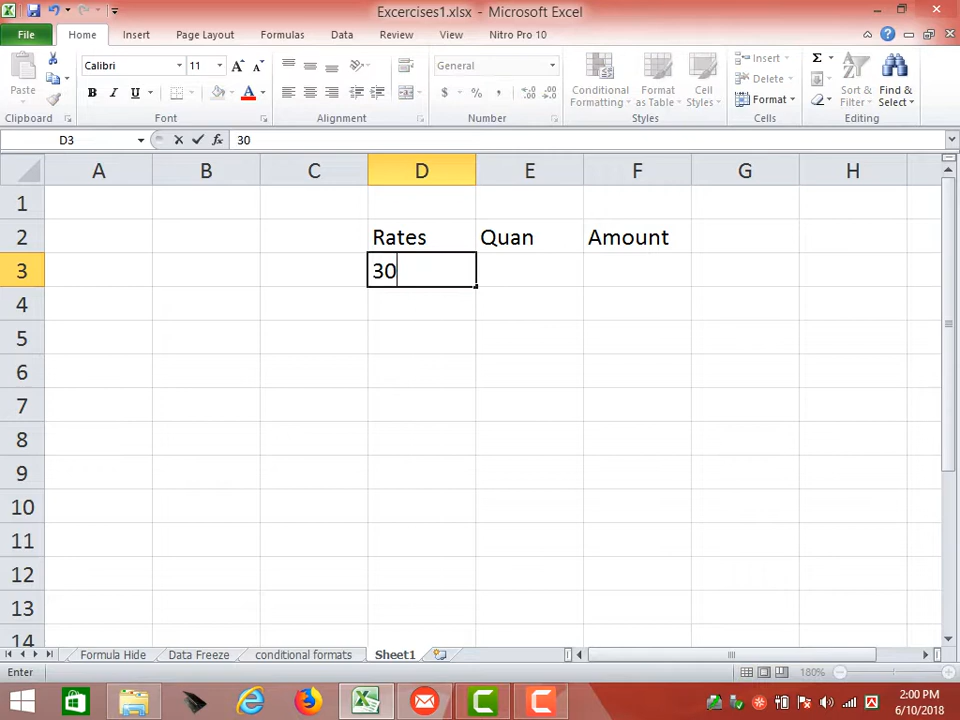 Excercises1.xlsx - Microsoft Excel
File Home Insert Page Layout Formulas Data Review View Nitro Pro 10
Paste
Clipboard
Calibri 11
B I U
Font
Alignment
General
$ % ,
Number
Conditional Formatting
Format as Table
Cell Styles
Styles
Insert
Delete
Format
Cells
Sort & Filter
Find & Select
Editing
D3 fx 30
A B C D E F G H
1
2 Rates Quan Amount
3 30
4
5
6
7
8
9
10
11
12
13
14
Formula Hide Data Freeze conditional formats Sheet1
Enter 180%
2:00 PM
6/10/2018